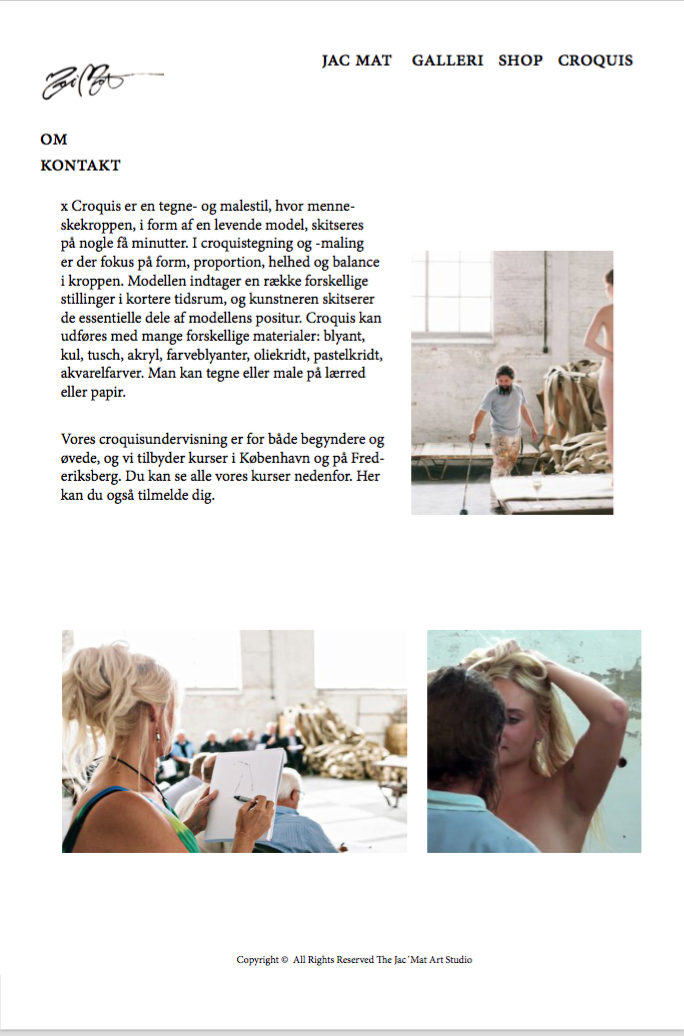 JAC MAT GALLERI SHOP CROQUIS
OM
KONTAKT
x Croquis er en tegne- og malestil, hvor menne-
skekroppen, i form af en levende model, skitseres
på nogle få minutter. I croquistegning og -maling
er der fokus på form, proportion, helhed og balance
i kroppen. Modellen indtager en række forskellige
stillinger i kortere tidsrum, og kunstneren skitserer
de essentielle dele af modellens positur. Croquis kan
udføres med mange forskellige materialer: blyant,
kul, tusch, akryl, farveblyanter, oliekridt, pastelkridt,
akvarelfarver. Man kan tegne eller male på lærred
eller papir.
Vores croquisundervisning er for både begyndere og
øvede, og vi tilbyder kurser i København og på Fred-
eriksberg. Du kan se alle vores kurser nedenfor. Her
kan du også tilmelde dig.
Copyright © All Rights Reserved The Jac´Mat Art Studio